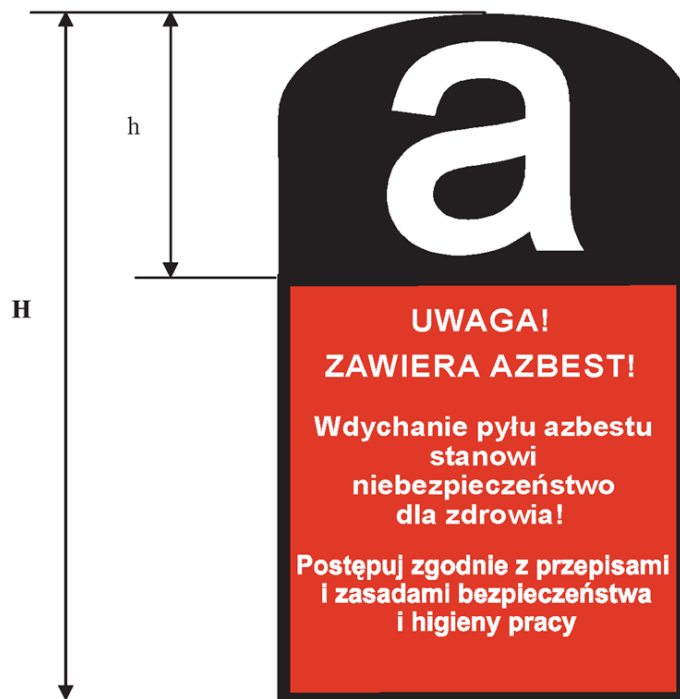 a
h
H
UWAGA!
ZAWIERA AZBEST!
Wdychanie pyłu azbestu
stanowi
niebezpieczeństwo
dla zdrowia!
Postępuj zgodnie z przepisami
i zasadami bezpieczeństwa
i higieny pracy